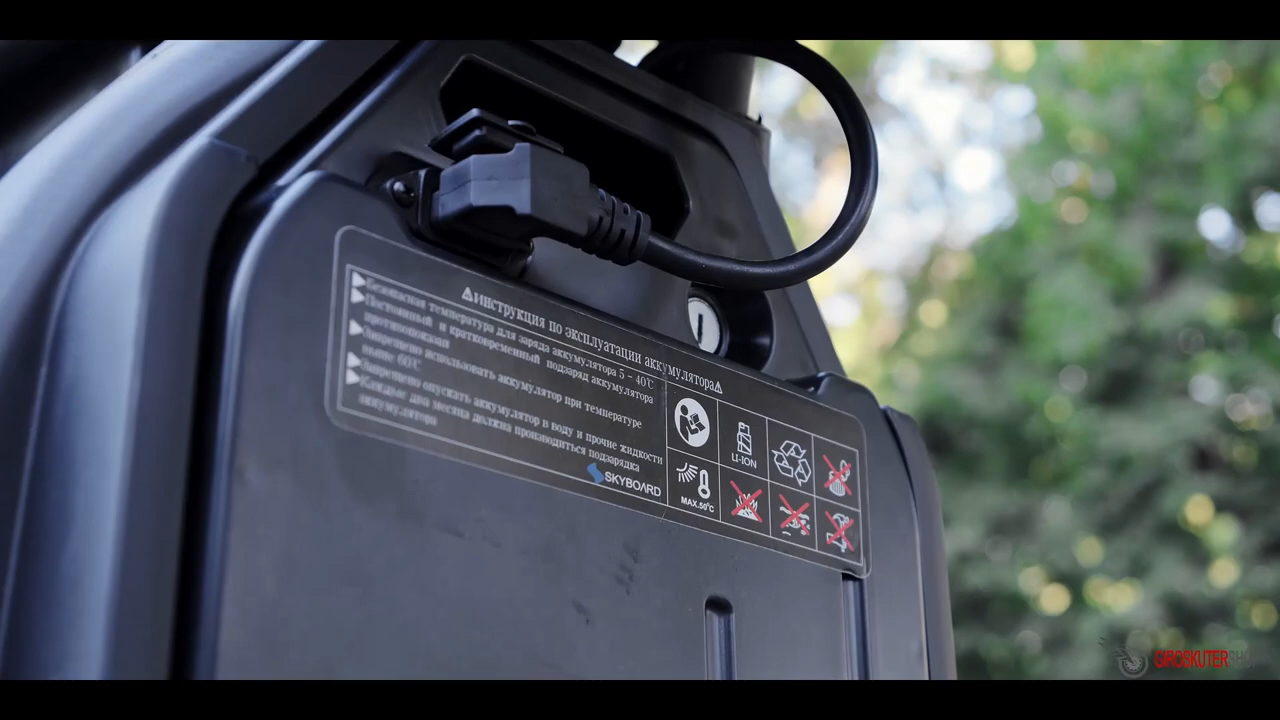 ⚠ИНСТРУКЦИЯ ПО ЭКСПЛУАТАЦИИ АККУМУЛЯТОРА⚠
▶Безопасная температура для заряда аккумулятора 5 - 40℃
▶Постоянный и кратковременный подзаряд аккумулятора
противопоказан
▶Запрещено использовать аккумулятор при температуре
выше 60℃
▶Запрещено опускать аккумулятор в воду и прочие жидкости
▶Каждые два месяца должна производиться подзарядка
аккумулятора
SKYBOARD
LI-ION
MAX.50°C
GIROSKUTER